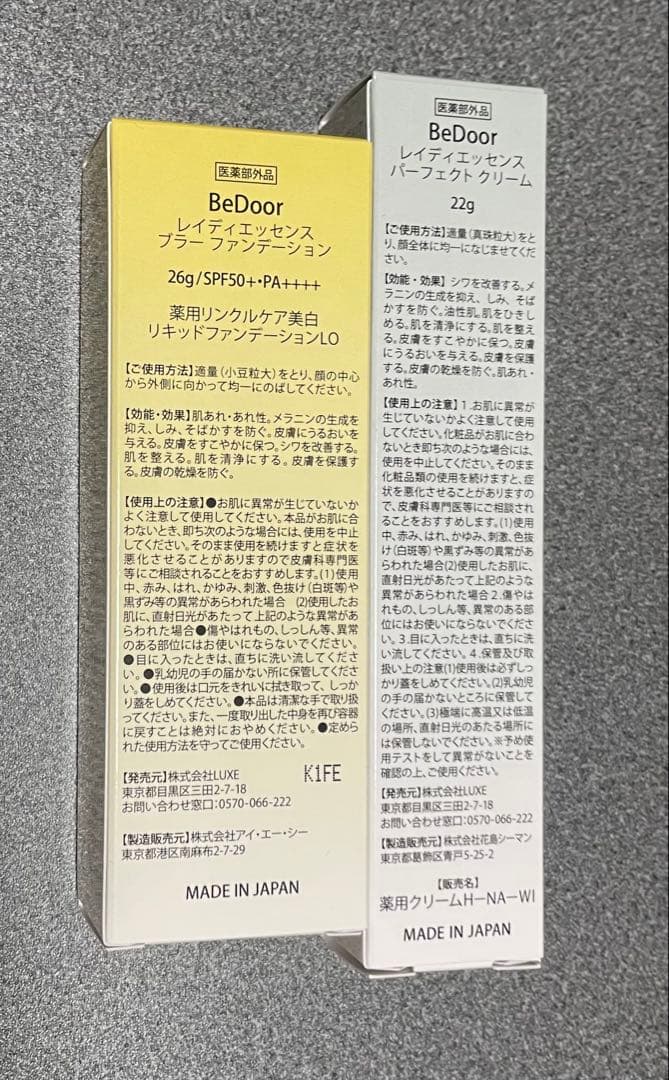 医薬部外品
BeDoor
レイディエッセンス
ブラー ファンデーション
26g/SPF50+・PA++++
薬用リンクルケア美白
リキッドファンデーションLO
【ご使用方法】適量（小豆粒大）をとり、顔の中心
から外側に向かって均一にのばしてください。
【効能・効果】肌あれ・あれ性。メラニンの生成を
抑え、しみ、そばかすを防ぐ。皮膚にうるおいを
与える。皮膚をすこやかに保つ。シワを改善する。
肌を整える。肌を清浄にする。皮膚を保護す
る。皮膚の乾燥を防ぐ。
【使用上の注意】●お肌に異常が生じていないか
よく注意して使用してください。本品がお肌に合
わないとき、即ち次のような場合には、使用を中止
してください。そのまま使用を続けますと症状を
悪化させることがありますので皮膚科専門医
等にご相談されることをおすすめします。(1)使用
中、赤み、はれ、かゆみ、刺激、色抜け(白斑等)や
黒ずみ等の異常があらわれた場合 (2)使用したお
肌に、直射日光があたって上記のような異常があ
らわれた場合●傷やはれもの、しっしん等、異常
のある部位にはお使いにならないでください。
●目に入ったときは、直ちに洗い流してくださ
い。●乳幼児の手の届かない所に保管してくださ
い。●使用後は口元をきれいに拭き取って、しっか
り蓋をしめてください。●本品は清潔な手で取り扱
ってください。また、一度取り出した中身を再び容器
に戻すことは絶対におやめください。●定めら
れた使用方法を守ってご使用ください。
【発売元】株式会社LUXE
K1FE
東京都目黒区三田2-7-18
お問い合わせ窓口:0570-066-222
【製造販売元】株式会社アイ・エー・シー
東京都港区南麻布2-7-29
MADE IN JAPAN
医薬部外品
BeDoor
レイディエッセンス
パーフェクト クリーム
22g
【ご使用方法】適量（真珠粒大）をと
り、顔全体に均一になじませてくださ
い。
【効能・効果】シワを改善する。メ
ラニンの生成を抑え、しみ、そば
かすを防ぐ。油性肌。肌をひきし
める。肌を清浄にする。肌を整え
る。皮膚をすこやかに保つ。皮膚
にうるおいを与える。皮膚を保護
する。皮膚の乾燥を防ぐ。肌あれ・
あれ性。
【使用上の注意】1.お肌に異常が
生じていないかよく注意して使用
してください。化粧品がお肌に合わ
ないとき即ち次のような場合には、
使用を中止してください。そのまま
化粧品類の使用を続けますと、症
状を悪化させることがありますの
で、皮膚科専門医等にご相談され
ることをおすすめします。(1)使用
中、赤み、はれ、かゆみ、刺激、色抜
け(白斑等)や黒ずみ等の異常があ
らわれた場合(2)使用したお肌に、
直射日光があたって上記のような
異常があらわれた場合 2.傷やは
れもの、しっしん等、異常のある部
位にはお使いにならないでくださ
い。3.目に入ったときは、直ちに洗
い流してください。4.保管及び取
扱い上の注意(1)使用後は必ずしっ
かり蓋をしめてください。(2)乳幼児
の手の届かないところに保管して
ください。(3)極端に高温又は低温
の場所、直射日光のあたる場所に
は保管しないでください。※予め使
用テストをして異常がないことを
確認の上、ご使用ください。
【発売元】株式会社LUXE
東京都目黒区三田2-7-18
お問い合わせ窓口:0570-066-222
【製造販売元】株式会社花島シーマン
東京都葛飾区青戸5-25-2
【販売名】
薬用クリームH－NA－WI
MADE IN JAPAN